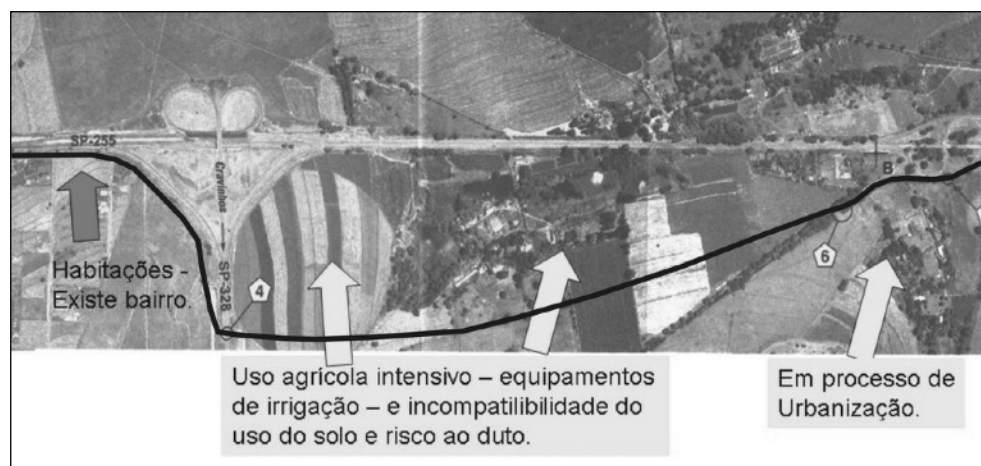 SP-255
B
Cravinhos
SP-328
4
6
Habitações -
Existe bairro.
Uso agrícola intensivo – equipamentos
de irrigação – e incompatilibilidade do
uso do solo e risco ao duto.
Em processo de
Urbanização.